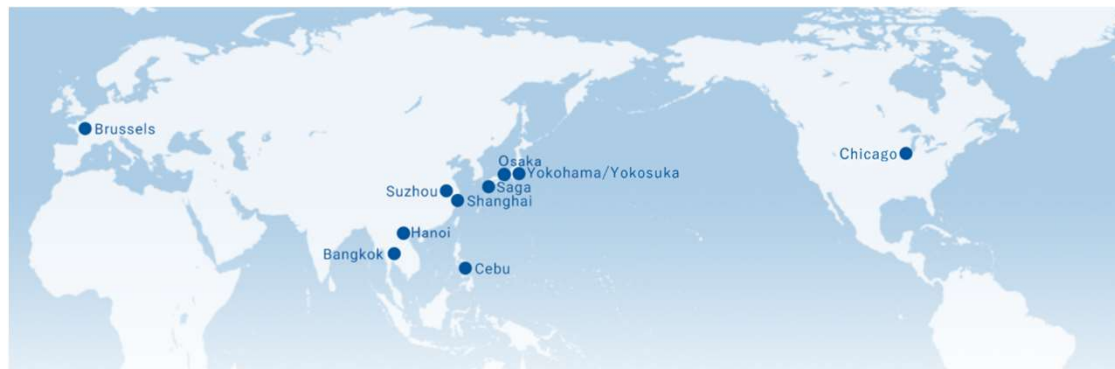 Brussels
Chicago
Osaka
Yokohama/Yokosuka
Saga
Suzhou
Shanghai
Hanoi
Bangkok
Cebu